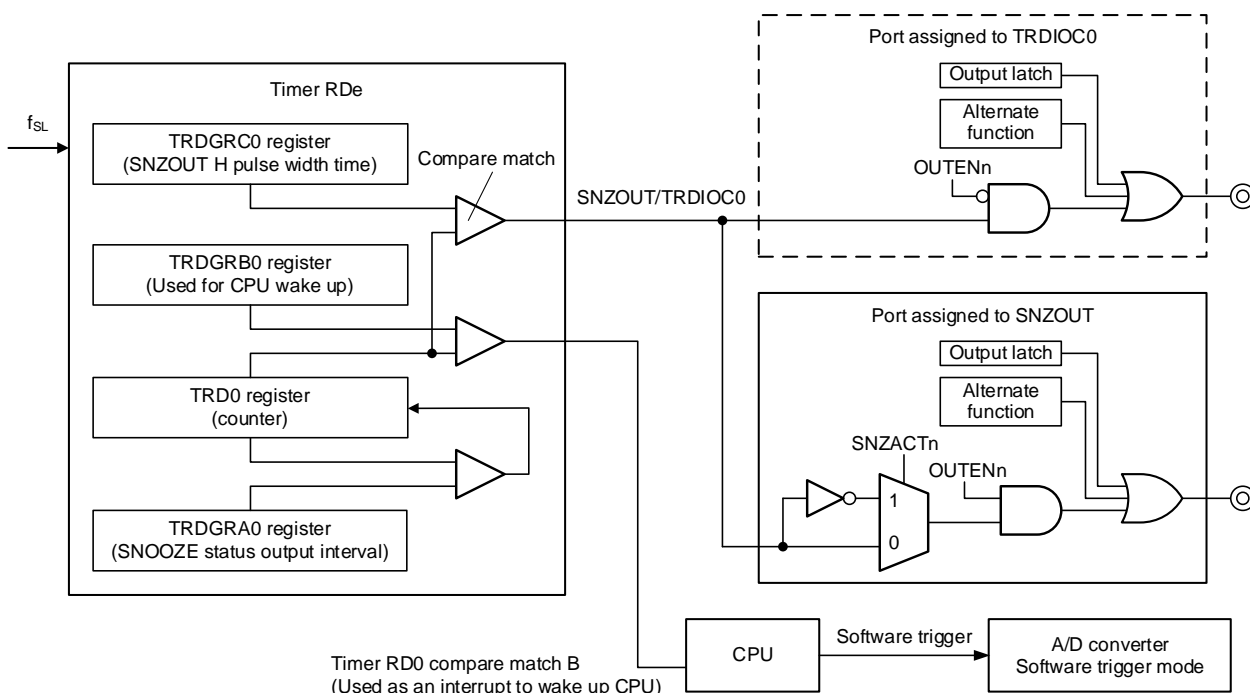 Timer RDe
f_SL
TRDGRC0 register
(SNZOUT H pulse width time)
Compare match
TRDGRB0 register
(Used for CPU wake up)
TRD0 register
(counter)
TRDGRA0 register
(SNOOZE status output interval)
SNZOUT/TRDIOC0
Port assigned to TRDIOC0
Output latch
Alternate
function
OUTENn
Port assigned to SNZOUT
Output latch
Alternate
function
SNZACTn
OUTENn
1
0
CPU
Software trigger
A/D converter
Software trigger mode
Timer RD0 compare match B
(Used as an interrupt to wake up CPU)